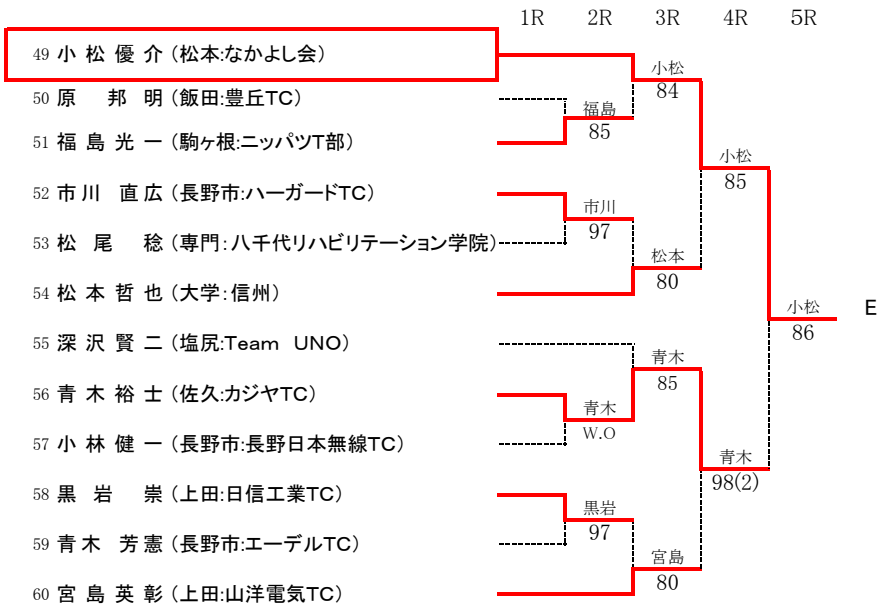 1R 2R 3R 4R 5R
49 小 松 優 介 (松本:なかよし会)
小松
84
50 原 邦 明 (飯田:豊丘TC)
福島
85
51 福 島 光 一 (駒ヶ根:ニッパツT部)
小松
85
52 市川 直広 (長野市:ハーガードTC)
市川
97
53 松 尾 稔 (専門:八千代リハビリテーション学院)
松本
80
54 松 本 哲 也 (大学:信州)
小松 E
86
55 深 沢 賢 二 (塩尻:Team UNO)
青木
85
56 青 木 裕 士 (佐久:カジヤTC)
青木
W.O
57 小 林 健 一 (長野市:長野日本無線TC)
青木
98(2)
58 黒 岩 崇 (上田:日信工業TC)
黒岩
97
59 青木 芳憲 (長野市:エーデルTC)
宮島
80
60 宮 島 英 彰 (上田:山洋電気TC)